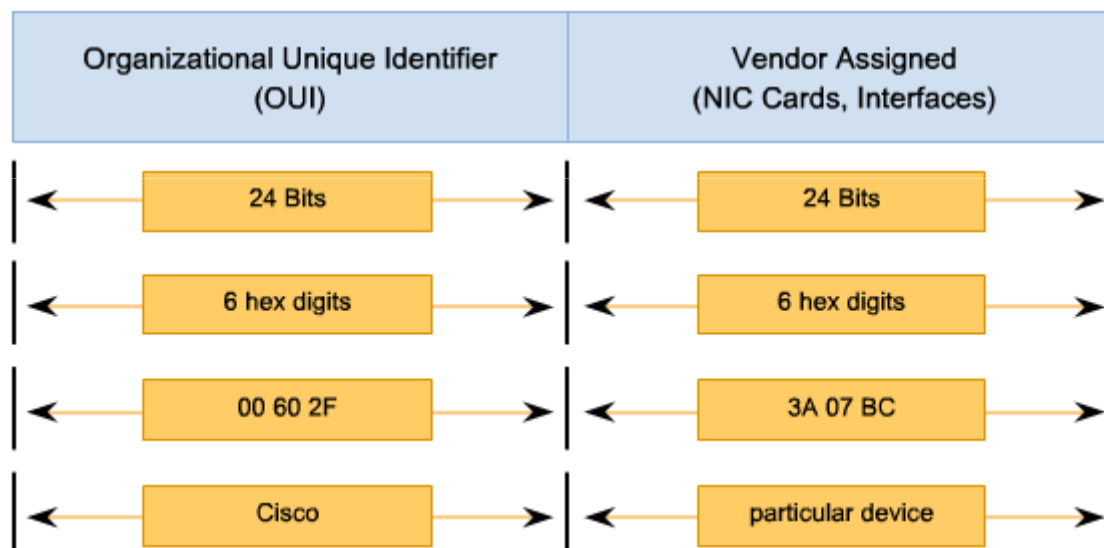 Organizational Unique Identifier
(OUI)
Vendor Assigned
(NIC Cards, Interfaces)
24 Bits
24 Bits
6 hex digits
6 hex digits
00 60 2F
3A 07 BC
Cisco
particular device